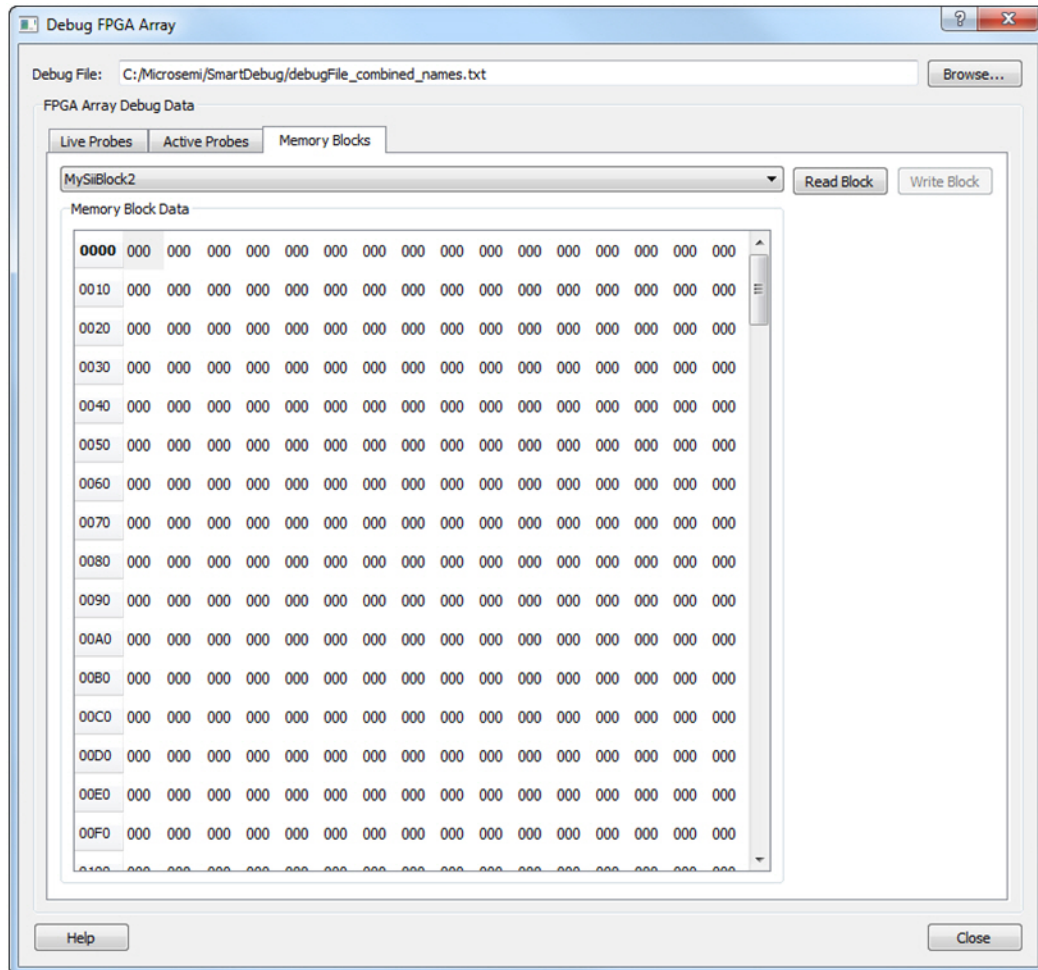 Debug FPGA Array
Debug File: C:/Microsemi/SmartDebug/debugFile_combined_names.txt Browse...
FPGA Array Debug Data
Live Probes Active Probes Memory Blocks
MySiiBlock2 Read Block Write Block
Memory Block Data
0000 000 000 000 000 000 000 000 000 000 000 000 000 000 000 000 000
0010 000 000 000 000 000 000 000 000 000 000 000 000 000 000 000 000
0020 000 000 000 000 000 000 000 000 000 000 000 000 000 000 000 000
0030 000 000 000 000 000 000 000 000 000 000 000 000 000 000 000 000
0040 000 000 000 000 000 000 000 000 000 000 000 000 000 000 000 000
0050 000 000 000 000 000 000 000 000 000 000 000 000 000 000 000 000
0060 000 000 000 000 000 000 000 000 000 000 000 000 000 000 000 000
0070 000 000 000 000 000 000 000 000 000 000 000 000 000 000 000 000
0080 000 000 000 000 000 000 000 000 000 000 000 000 000 000 000 000
0090 000 000 000 000 000 000 000 000 000 000 000 000 000 000 000 000
00A0 000 000 000 000 000 000 000 000 000 000 000 000 000 000 000 000
00B0 000 000 000 000 000 000 000 000 000 000 000 000 000 000 000 000
00C0 000 000 000 000 000 000 000 000 000 000 000 000 000 000 000 000
00D0 000 000 000 000 000 000 000 000 000 000 000 000 000 000 000 000
00E0 000 000 000 000 000 000 000 000 000 000 000 000 000 000 000 000
00F0 000 000 000 000 000 000 000 000 000 000 000 000 000 000 000 000
Help Close